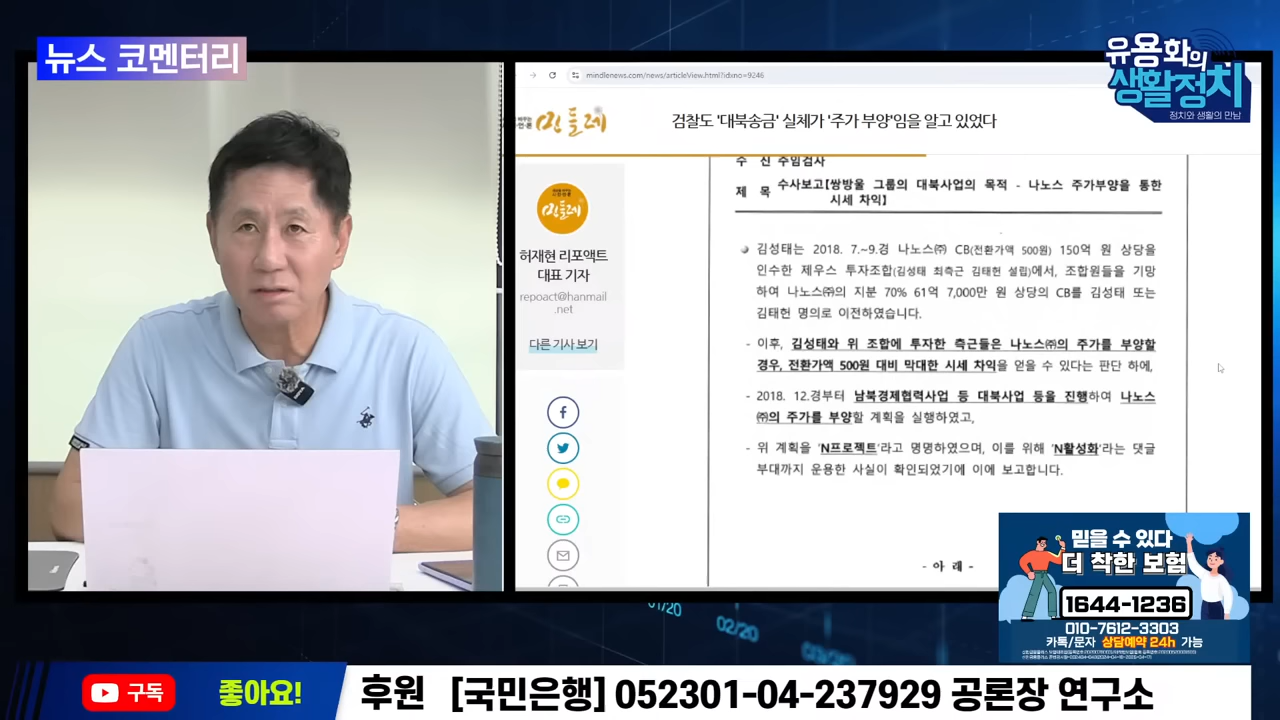 뉴스 코멘터리
유용화의
생활정치
정치와 생활의 만남
mindlenews.com/news/articleView.html?idxno=9246
민들레
검찰도 '대북송금' 실체가 '주가 부양'임을 알고 있었다
민들레
허재현 리포액트
대표 기자
repoact@hanmail
.net
다른 기사 보기
수 신 주임검사
제 목 수사보고【쌍방울 그룹의 대북사업의 목적 - 나노스 주가부양을 통한
시세 차익】
김성태는 2018. 7.~9.경 나노스㈜ CB(전환가액 500원) 150억 원 상당을
인수한 제우스 투자조합(김성태 최측근 김태헌 설립)에서, 조합원들을 기망
하여 나노스㈜의 지분 70% 61억 7,000만 원 상당의 CB를 김성태 또는
김태헌 명의로 이전하였습니다.
- 이후, 김성태와 위 조합에 투자한 측근들은 나노스㈜의 주가를 부양할
경우, 전환가액 500원 대비 막대한 시세 차익을 얻을 수 있다는 판단 하에,
- 2018. 12.경부터 남북경제협력사업 등 대북사업 등을 진행하여 나노스
㈜의 주가를 부양할 계획을 실행하였고,
- 위 계획을 'N프로젝트'라고 명명하였으며, 이를 위해 'N활성화'라는 댓글
부대까지 운용한 사실이 확인되었기에 이에 보고합니다.
- 아 래 -
믿을 수 있다
더 착한 보험
1644-1236
010-7612-3303
카톡/문자 상담예약 24h 가능
01/20
02/20
구독
좋아요!
후원 [국민은행] 052301-04-237929 공론장 연구소